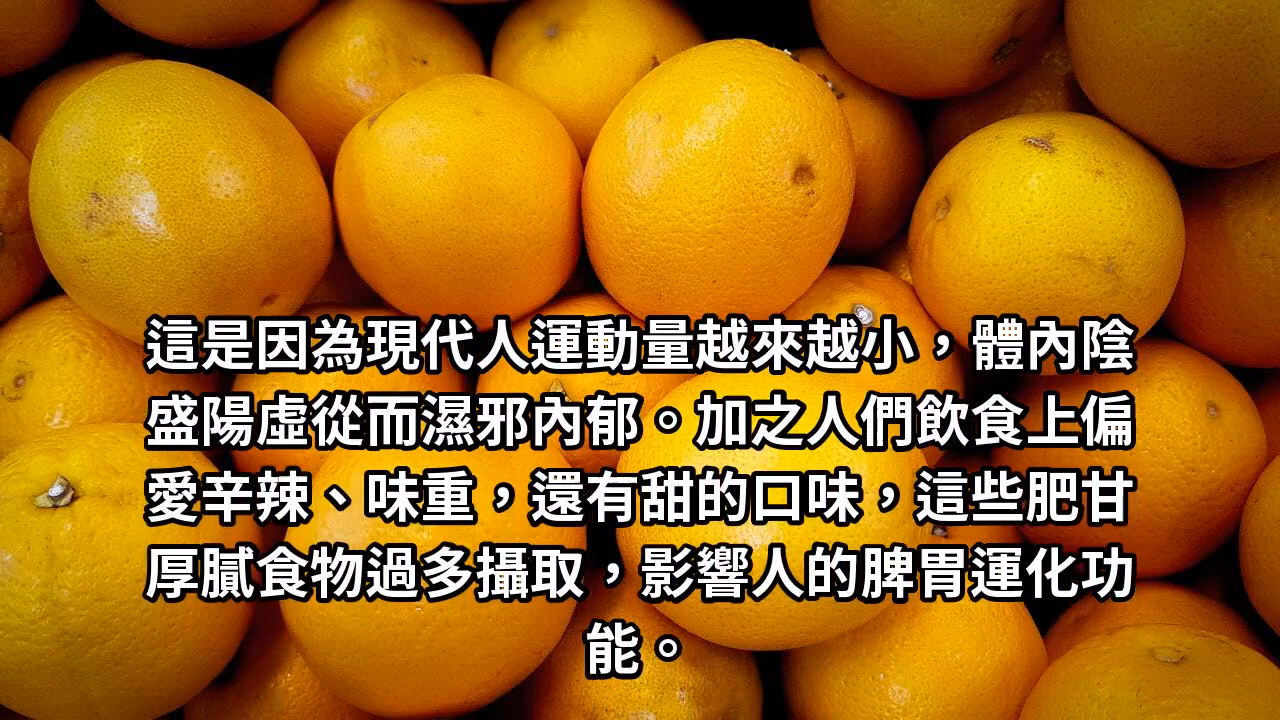 這是因為現代人運動量越來越小，體內陰
盛陽虛從而濕邪內郁。加之人們飲食上偏
愛辛辣、味重，還有甜的口味，這些肥甘
厚膩食物過多攝取，影響人的脾胃運化功
能。